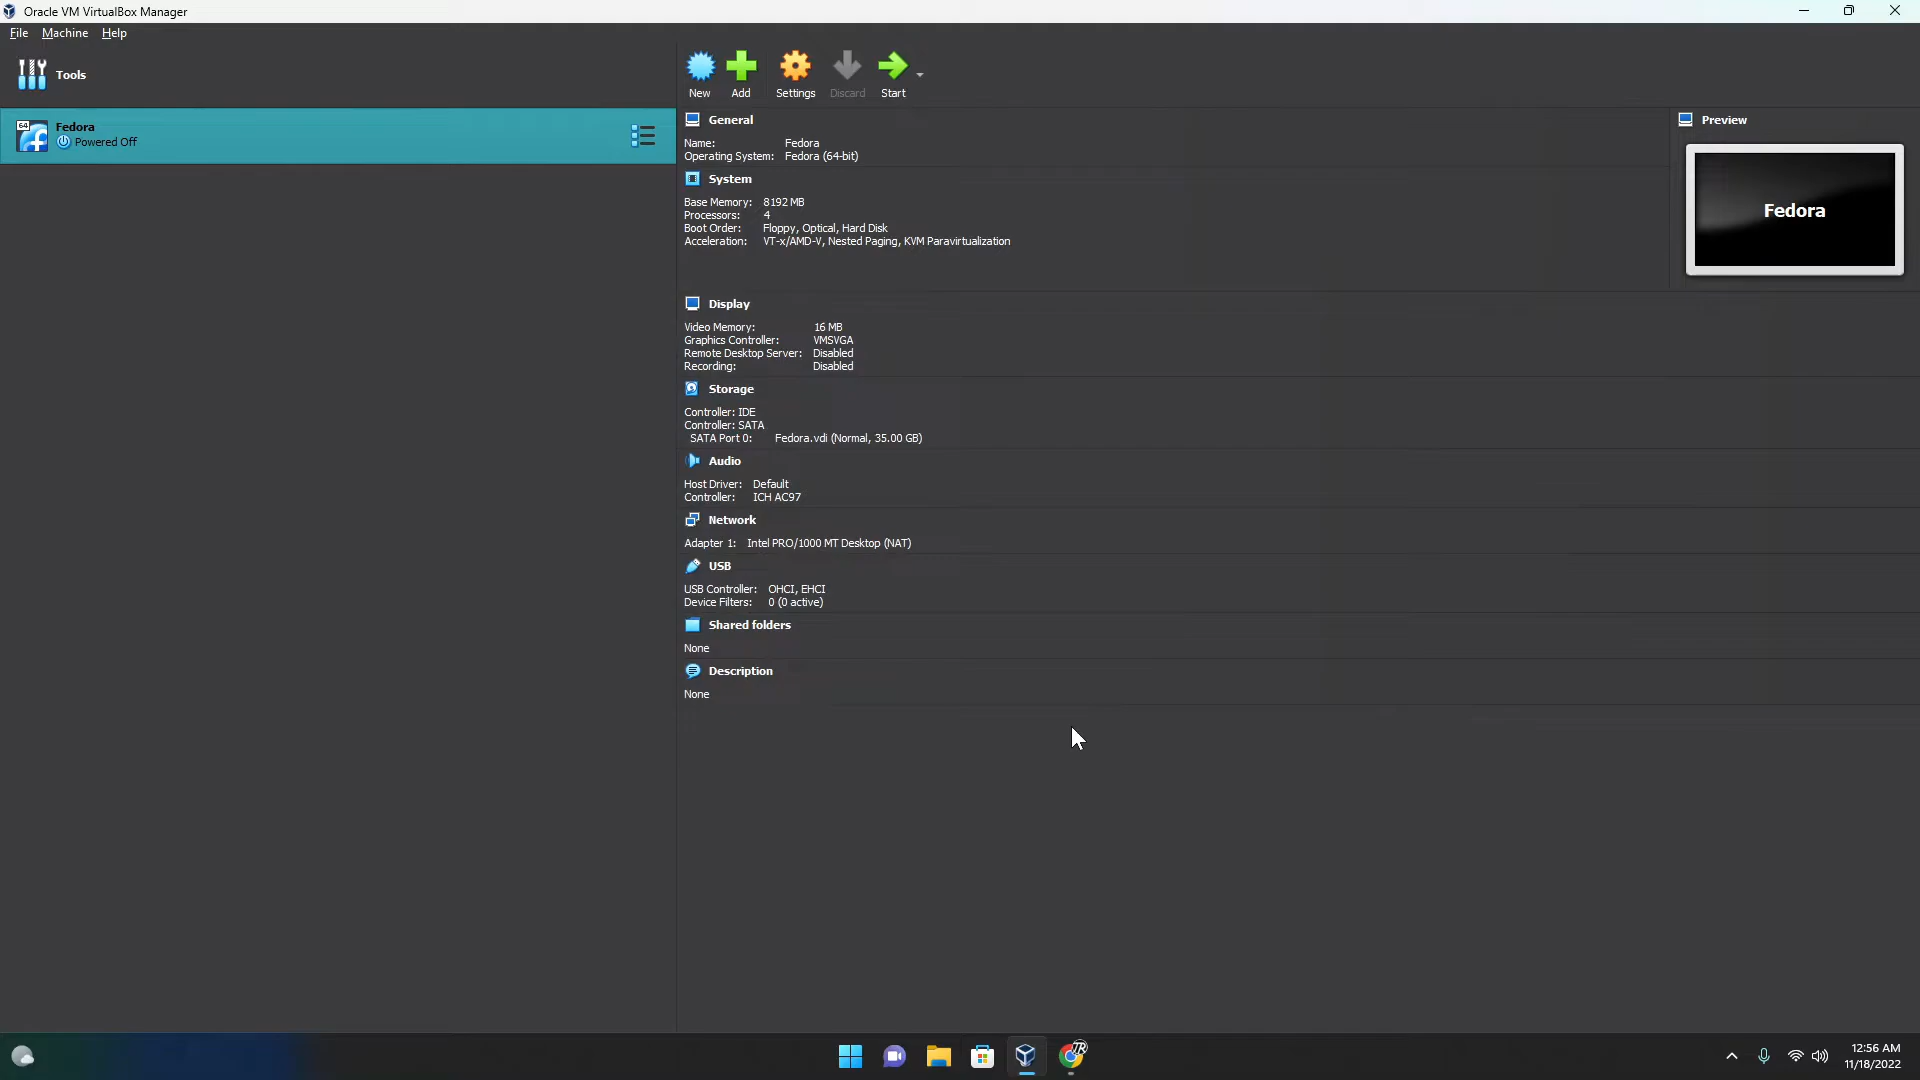 Oracle VM VirtualBox Manager
File Machine Help
Tools
64
Fedora
Powered Off
New Add Settings Discard Start
General
Name: Fedora
Operating System: Fedora (64-bit)
System
Base Memory: 8192 MB
Processors: 4
Boot Order: Floppy, Optical, Hard Disk
Acceleration: VT-x/AMD-V, Nested Paging, KVM Paravirtualization
Preview
Fedora
Display
Video Memory: 16 MB
Graphics Controller: VMSVGA
Remote Desktop Server: Disabled
Recording: Disabled
Storage
Controller: IDE
Controller: SATA
SATA Port 0: Fedora.vdi (Normal, 35.00 GB)
Audio
Host Driver: Default
Controller: ICH AC97
Network
Adapter 1: Intel PRO/1000 MT Desktop (NAT)
USB
USB Controller: OHCI, EHCI
Device Filters: 0 (0 active)
Shared folders
None
Description
None
12:56 AM
11/18/2022